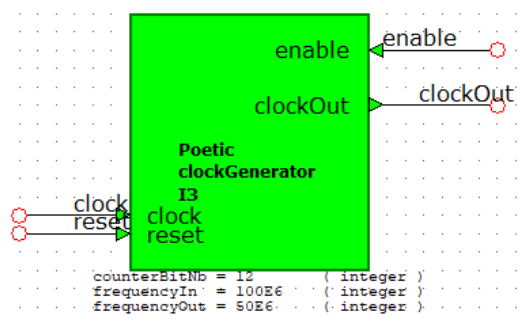 enable
enable
clockOut
clockOut
Poetic
clockGenerator
I3
clock
clock
reset
reset
counterBitNb = 12 ( integer )
frequencyIn = 100E6 ( integer )
frequencyOut = 50E6 ( integer )